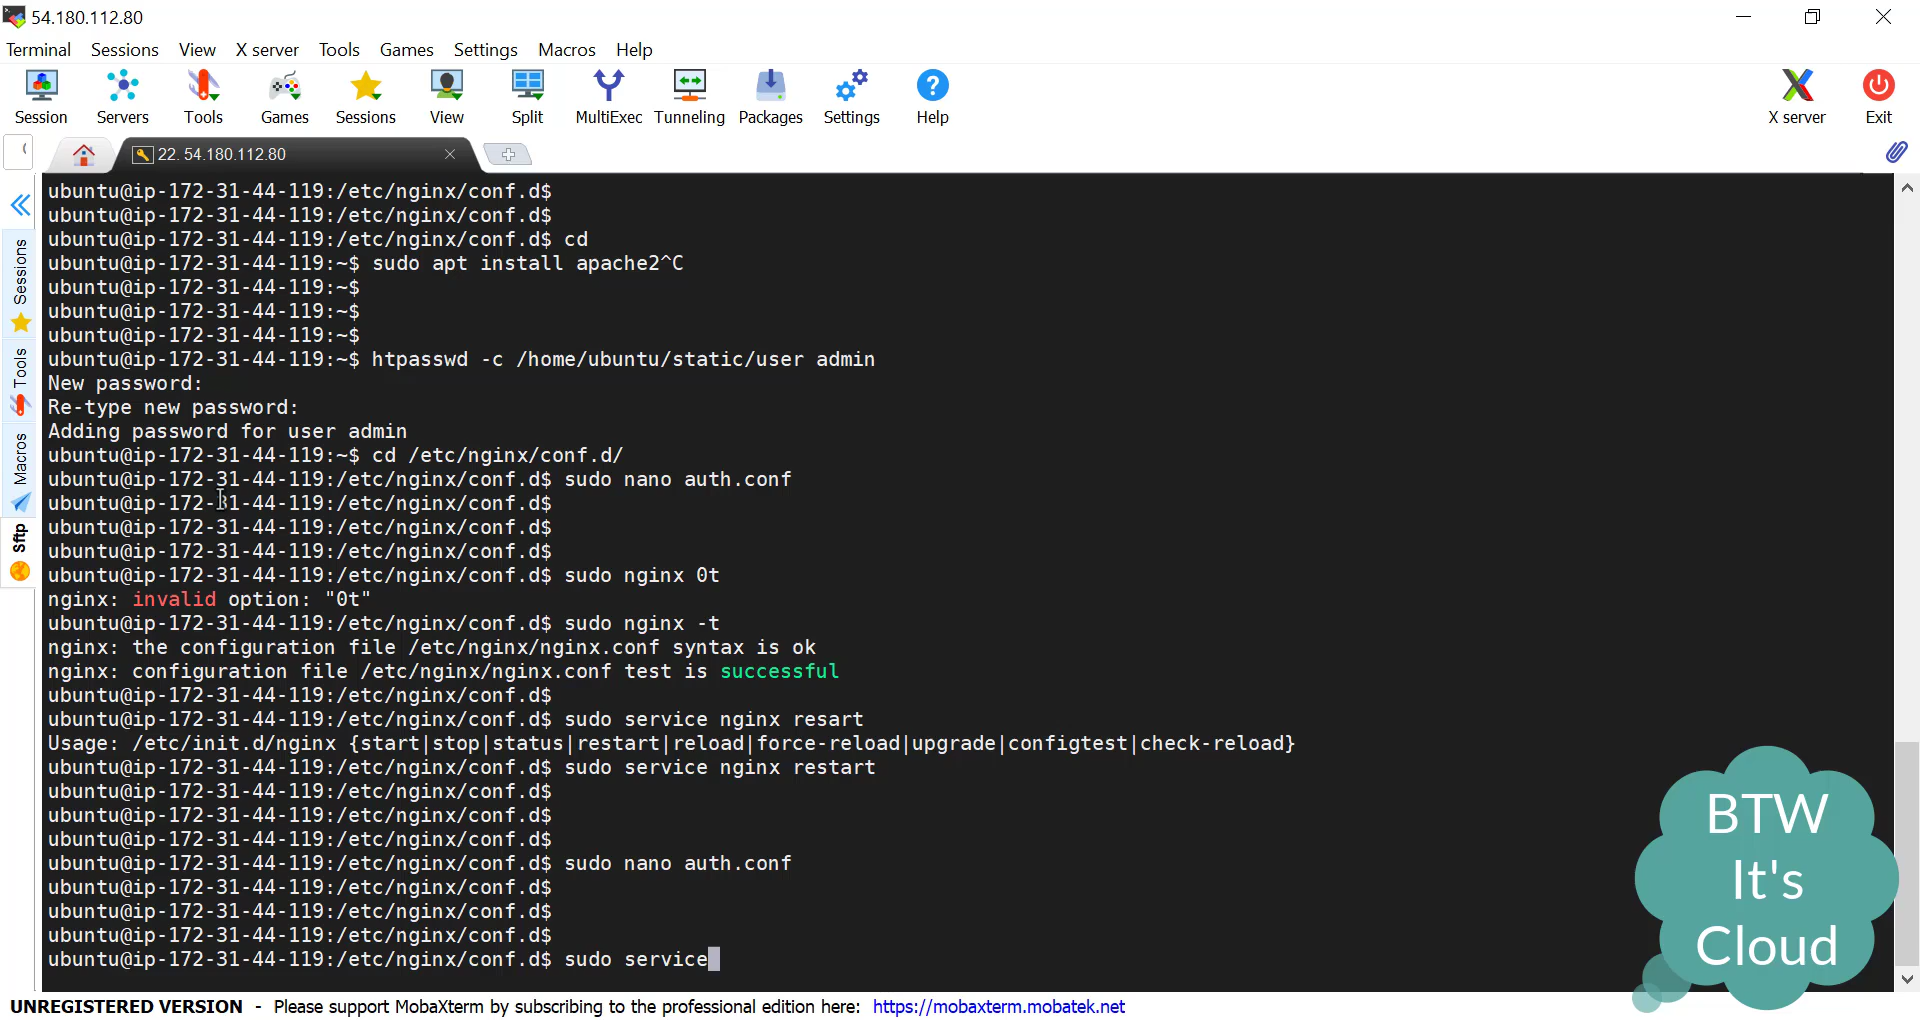 54.180.112.80
Terminal Sessions View X server Tools Games Settings Macros Help
Session Servers Tools Games Sessions View Split MultiExec Tunneling Packages Settings Help X server Exit
22. 54.180.112.80
Sessions
Tools
Macros
Sftp
ubuntu@ip-172-31-44-119:/etc/nginx/conf.d$
ubuntu@ip-172-31-44-119:/etc/nginx/conf.d$
ubuntu@ip-172-31-44-119:/etc/nginx/conf.d$ cd
ubuntu@ip-172-31-44-119:~$ sudo apt install apache2^C
ubuntu@ip-172-31-44-119:~$
ubuntu@ip-172-31-44-119:~$
ubuntu@ip-172-31-44-119:~$
ubuntu@ip-172-31-44-119:~$ htpasswd -c /home/ubuntu/static/user admin
New password:
Re-type new password:
Adding password for user admin
ubuntu@ip-172-31-44-119:~$ cd /etc/nginx/conf.d/
ubuntu@ip-172-31-44-119:/etc/nginx/conf.d$ sudo nano auth.conf
ubuntu@ip-172-31-44-119:/etc/nginx/conf.d$
ubuntu@ip-172-31-44-119:/etc/nginx/conf.d$
ubuntu@ip-172-31-44-119:/etc/nginx/conf.d$
ubuntu@ip-172-31-44-119:/etc/nginx/conf.d$ sudo nginx 0t
nginx: invalid option: "0t"
ubuntu@ip-172-31-44-119:/etc/nginx/conf.d$ sudo nginx -t
nginx: the configuration file /etc/nginx/nginx.conf syntax is ok
nginx: configuration file /etc/nginx/nginx.conf test is successful
ubuntu@ip-172-31-44-119:/etc/nginx/conf.d$
ubuntu@ip-172-31-44-119:/etc/nginx/conf.d$ sudo service nginx resart
Usage: /etc/init.d/nginx {start|stop|status|restart|reload|force-reload|upgrade|configtest|check-reload}
ubuntu@ip-172-31-44-119:/etc/nginx/conf.d$ sudo service nginx restart
ubuntu@ip-172-31-44-119:/etc/nginx/conf.d$
ubuntu@ip-172-31-44-119:/etc/nginx/conf.d$
ubuntu@ip-172-31-44-119:/etc/nginx/conf.d$
ubuntu@ip-172-31-44-119:/etc/nginx/conf.d$ sudo nano auth.conf
ubuntu@ip-172-31-44-119:/etc/nginx/conf.d$
ubuntu@ip-172-31-44-119:/etc/nginx/conf.d$
ubuntu@ip-172-31-44-119:/etc/nginx/conf.d$
ubuntu@ip-172-31-44-119:/etc/nginx/conf.d$ sudo service
BTW
It's
Cloud
UNREGISTERED VERSION - Please support MobaXterm by subscribing to the professional edition here: https://mobaxterm.mobatek.net